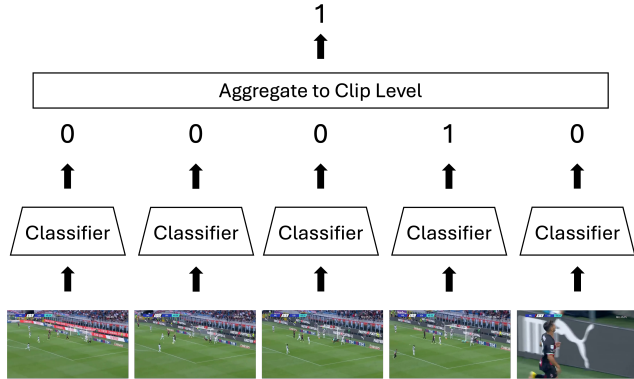 1
Aggregate to Clip Level
0 0 0 1 0
Classifier Classifier Classifier Classifier Classifier